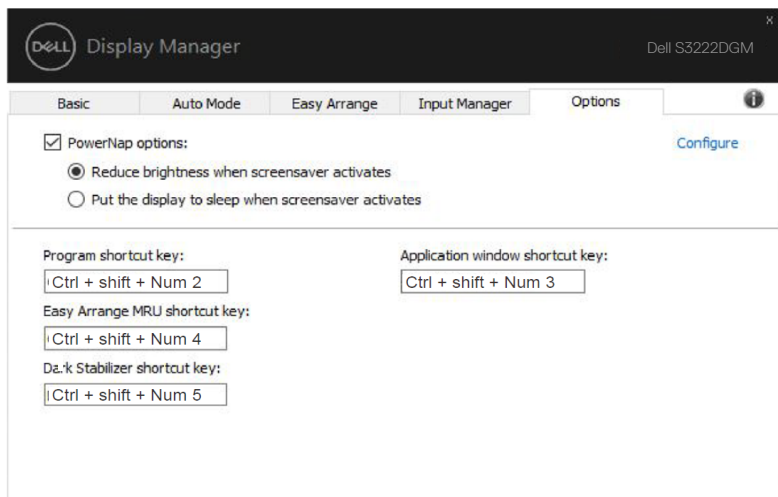 DELL Display Manager
Dell S3222DGM
x
Basic Auto Mode Easy Arrange Input Manager Options
PowerNap options: Configure
Reduce brightness when screensaver activates
Put the display to sleep when screensaver activates
Program shortcut key: Application window shortcut key:
Ctrl + shift + Num 2 Ctrl + shift + Num 3
Easy Arrange MRU shortcut key:
Ctrl + shift + Num 4
Dark Stabilizer shortcut key:
Ctrl + shift + Num 5